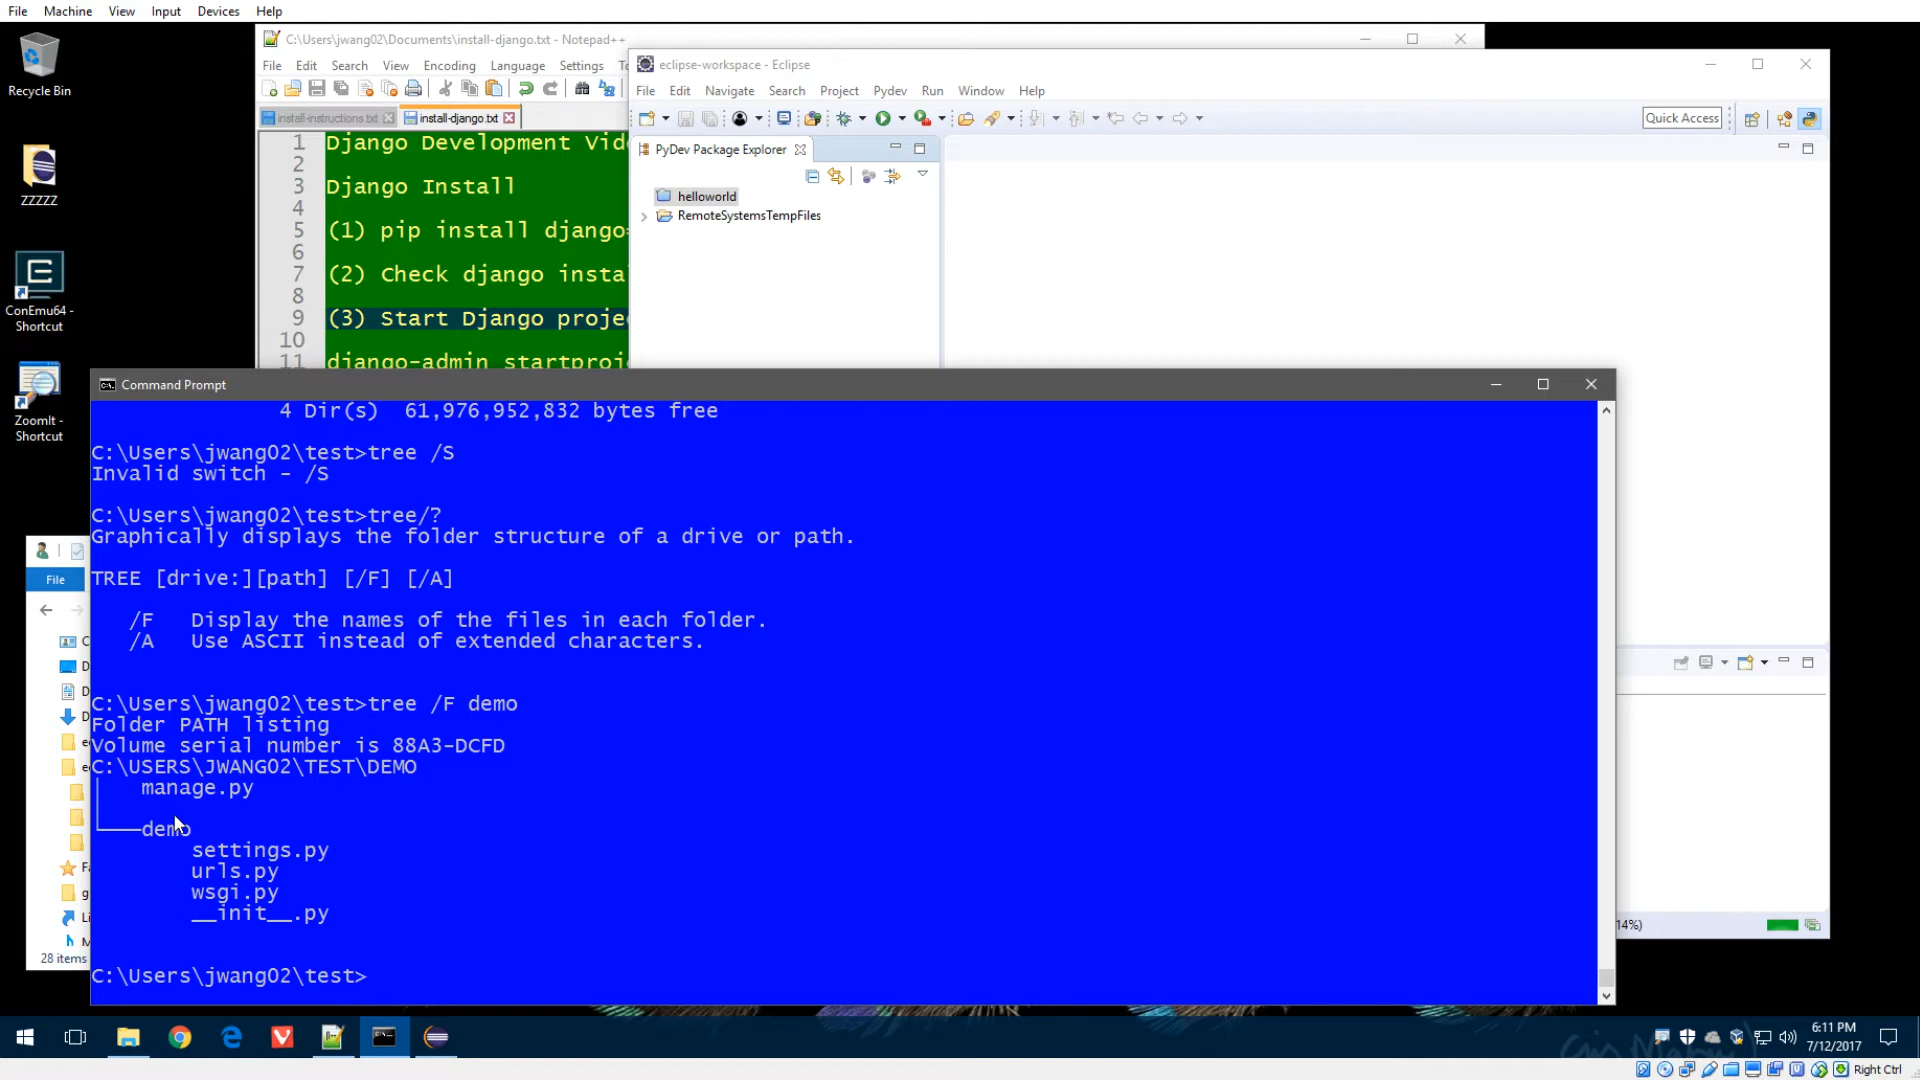 File Machine View Input Devices Help
Recycle Bin
ZZZZZ
ConEmu64 -
Shortcut
ZoomIt -
Shortcut
C:\Users\jwang02\Documents\install-django.txt - Notepad++
File Edit Search View Encoding Language Settings
install-instructions.txt install-django.txt
1 Django Development Vid
2
3 Django Install
4
5 (1) pip install django
6
7 (2) Check django insta
8
9 (3) Start Django proje
10
11 django-admin startproj
eclipse-workspace - Eclipse
File Edit Navigate Search Project Pydev Run Window Help
Quick Access
PyDev Package Explorer
helloworld
RemoteSystemsTempFiles
14%)
File
28 items
Command Prompt
4 Dir(s) 61,976,952,832 bytes free
C:\Users\jwang02\test>tree /S
Invalid switch - /S
C:\Users\jwang02\test>tree/?
Graphically displays the folder structure of a drive or path.
TREE [drive:][path] [/F] [/A]
/F Display the names of the files in each folder.
/A Use ASCII instead of extended characters.
C:\Users\jwang02\test>tree /F demo
Folder PATH listing
Volume serial number is 88A3-DCFD
C:\USERS\JWANG02\TEST\DEMO
manage.py
demo
settings.py
urls.py
wsgi.py
__init__.py
C:\Users\jwang02\test>
6:11 PM
7/12/2017
Right Ctrl